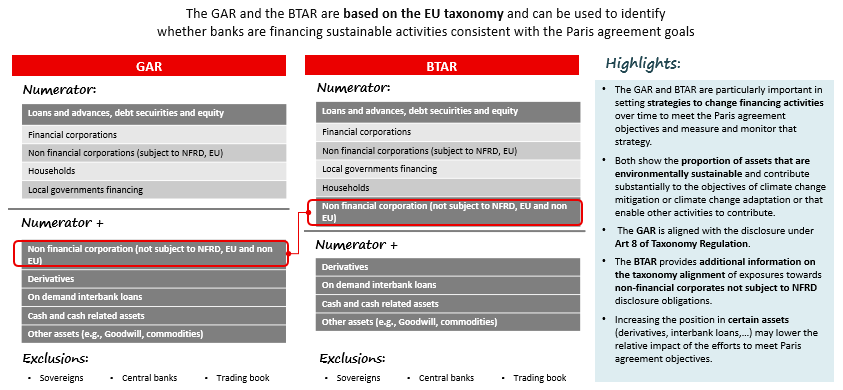 The GAR and the BTAR are based on the EU taxonomy and can be used to identify
whether banks are financing sustainable activities consistent with the Paris agreement goals
GAR
Numerator:
Loans and advances, debt secuirities and equity
Financial corporations
Non financial corporations (subject to NFRD, EU)
Households
Local governments financing
Numerator +
Non financial corporation (not subject to NFRD, EU and non
EU)
Derivatives
On demand interbank loans
Cash and cash related assets
Other assets (e.g., Goodwill, commodities)
Exclusions:
• Sovereigns • Central banks • Trading book
BTAR
Numerator:
Loans and advances, debt secuirities and equity
Financial corporations
Non financial corporations (subject to NFRD, EU)
Local governments financing
Households
Non financial corporation (not subject to NFRD, EU and non
EU)
Numerator +
Derivatives
On demand interbank loans
Cash and cash related assets
Other assets (e.g., Goodwill, commodities)
Exclusions:
• Sovereigns • Central banks • Trading book
Highlights:
• The GAR and BTAR are particularly important in
setting strategies to change financing activities
over time to meet the Paris agreement
objectives and measure and monitor that
strategy.
• Both show the proportion of assets that are
environmentally sustainable and contribute
substantially to the objectives of climate change
mitigation or climate change adaptation or that
enable other activities to contribute.
• The GAR is aligned with the disclosure under
Art 8 of Taxonomy Regulation.
• The BTAR provides additional information on
the taxonomy alignment of exposures towards
non-financial corporates not subject to NFRD
disclosure obligations.
• Increasing the position in certain assets
(derivatives, interbank loans,...) may lower the
relative impact of the efforts to meet Paris
agreement objectives.